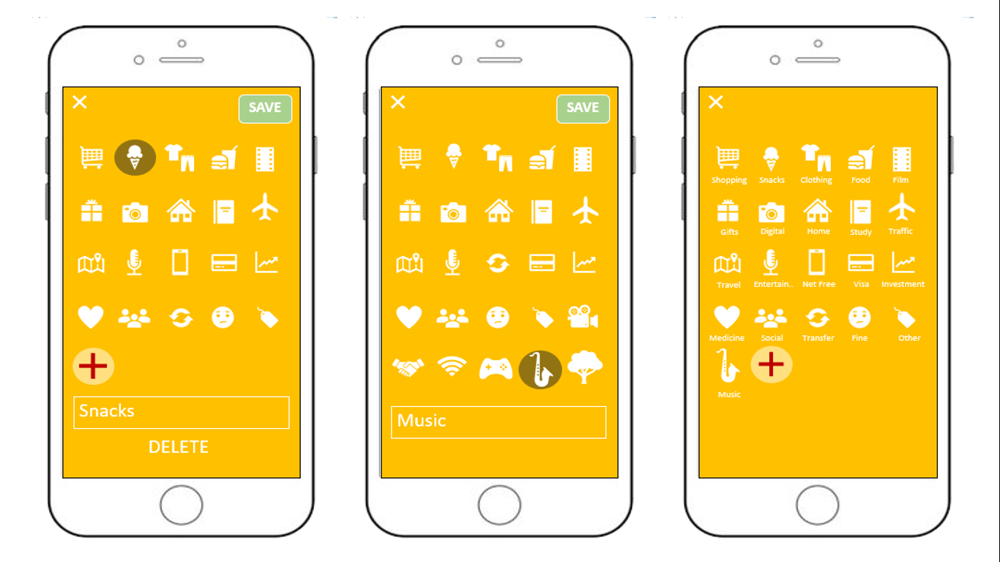 SAVE
Snacks
DELETE
SAVE
Music
Shopping Snacks Clothing Food Film
Gifts Digital Home Study Traffic
Travel Entertain.. Net Free Visa Investment
Medicine Social Transfer Fine Other
Music